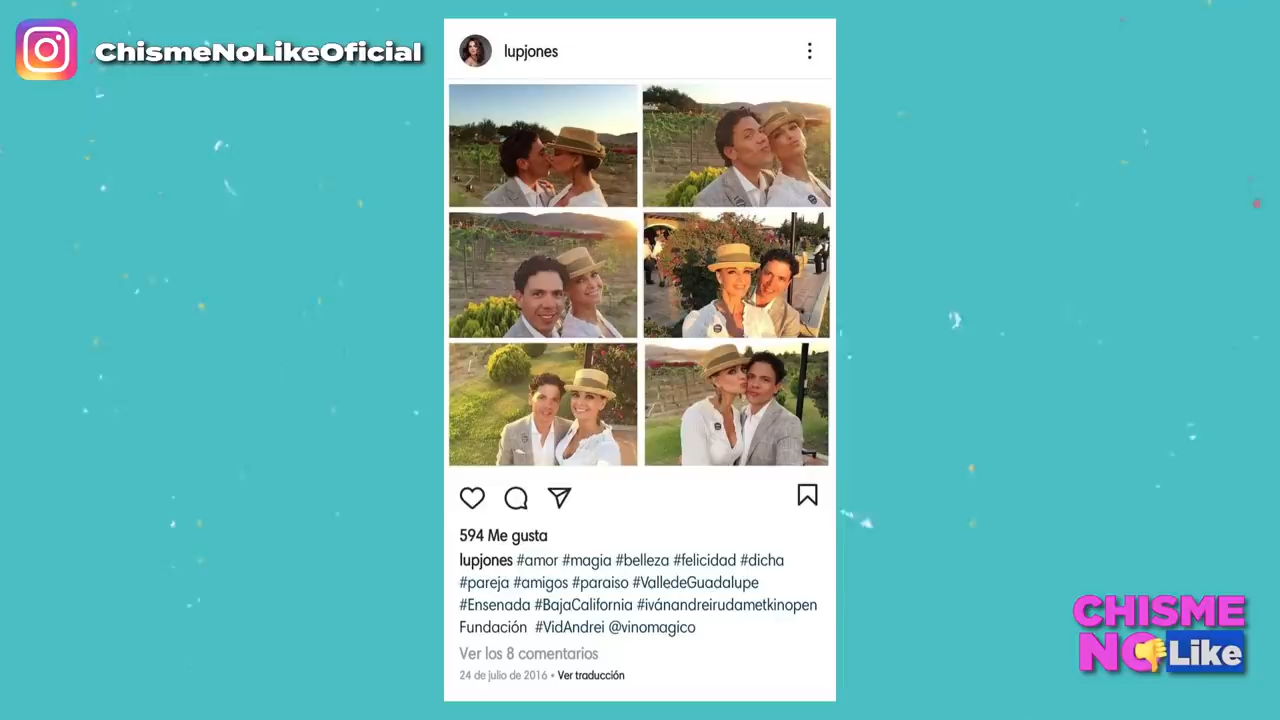 ChismeNoLikeOficial
lupjones
594 Me gusta
lupjones #amor #magia #belleza #felicidad #dicha
#pareja #amigos #paraiso #ValledeGuadalupe
#Ensenada #BajaCalifornia #ivánandreirudametkinopen
Fundación #VidAndrei @vinomagico
Ver los 8 comentarios
24 de julio de 2016 • Ver traducción
CHISME
NO Like